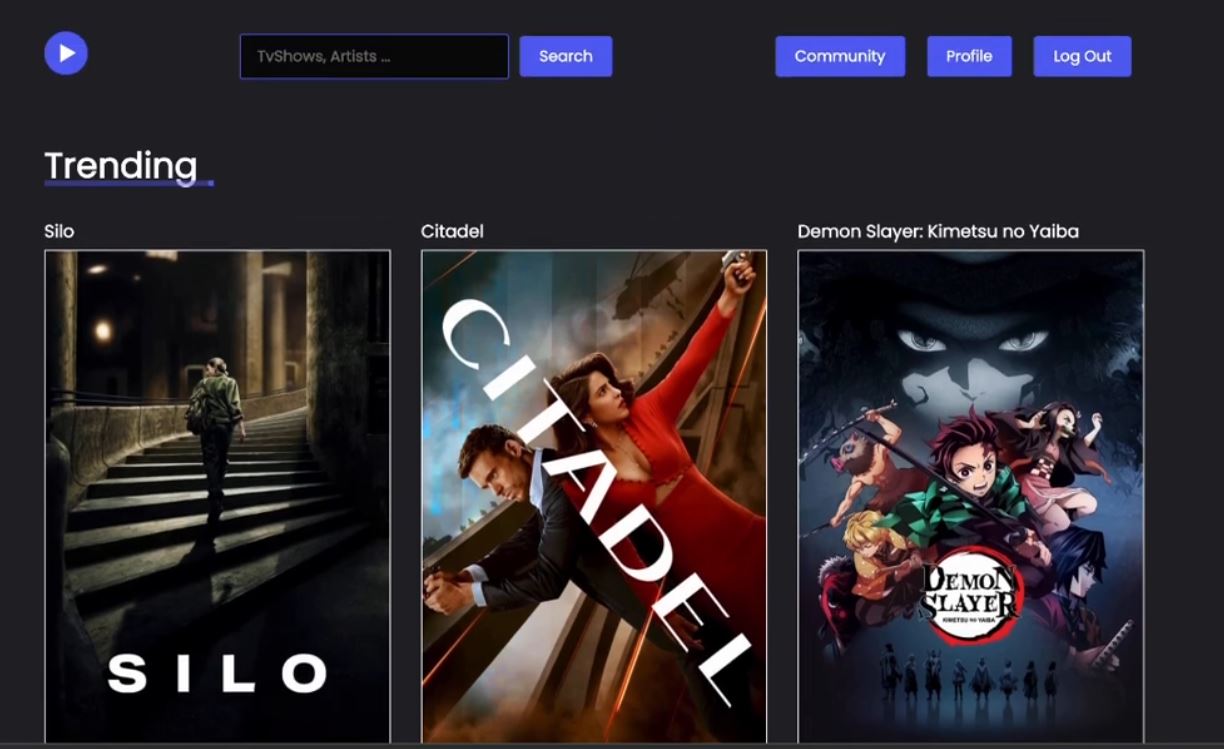 TvShows, Artists ...
Search
Community
Profile
Log Out
Trending
Silo
Citadel
Demon Slayer: Kimetsu no Yaiba
SILO
CITADEL
DEMON
SLAYER
KIMETSU NO YAIBA